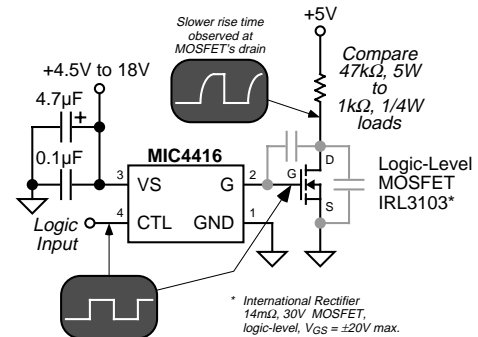 Slower rise time
observed at
MOSFET's drain
+5V
+4.5V to 18V
4.7µF
+
0.1µF
Compare
47kΩ, 5W
to
1kΩ, 1/4W
loads
MIC4416
3
VS
G
2
4
CTL
GND
1
Logic
Input
D
G
S
Logic-Level
MOSFET
IRL3103*
* International Rectifier
14mΩ, 30V MOSFET,
logic-level, VGS = ±20V max.